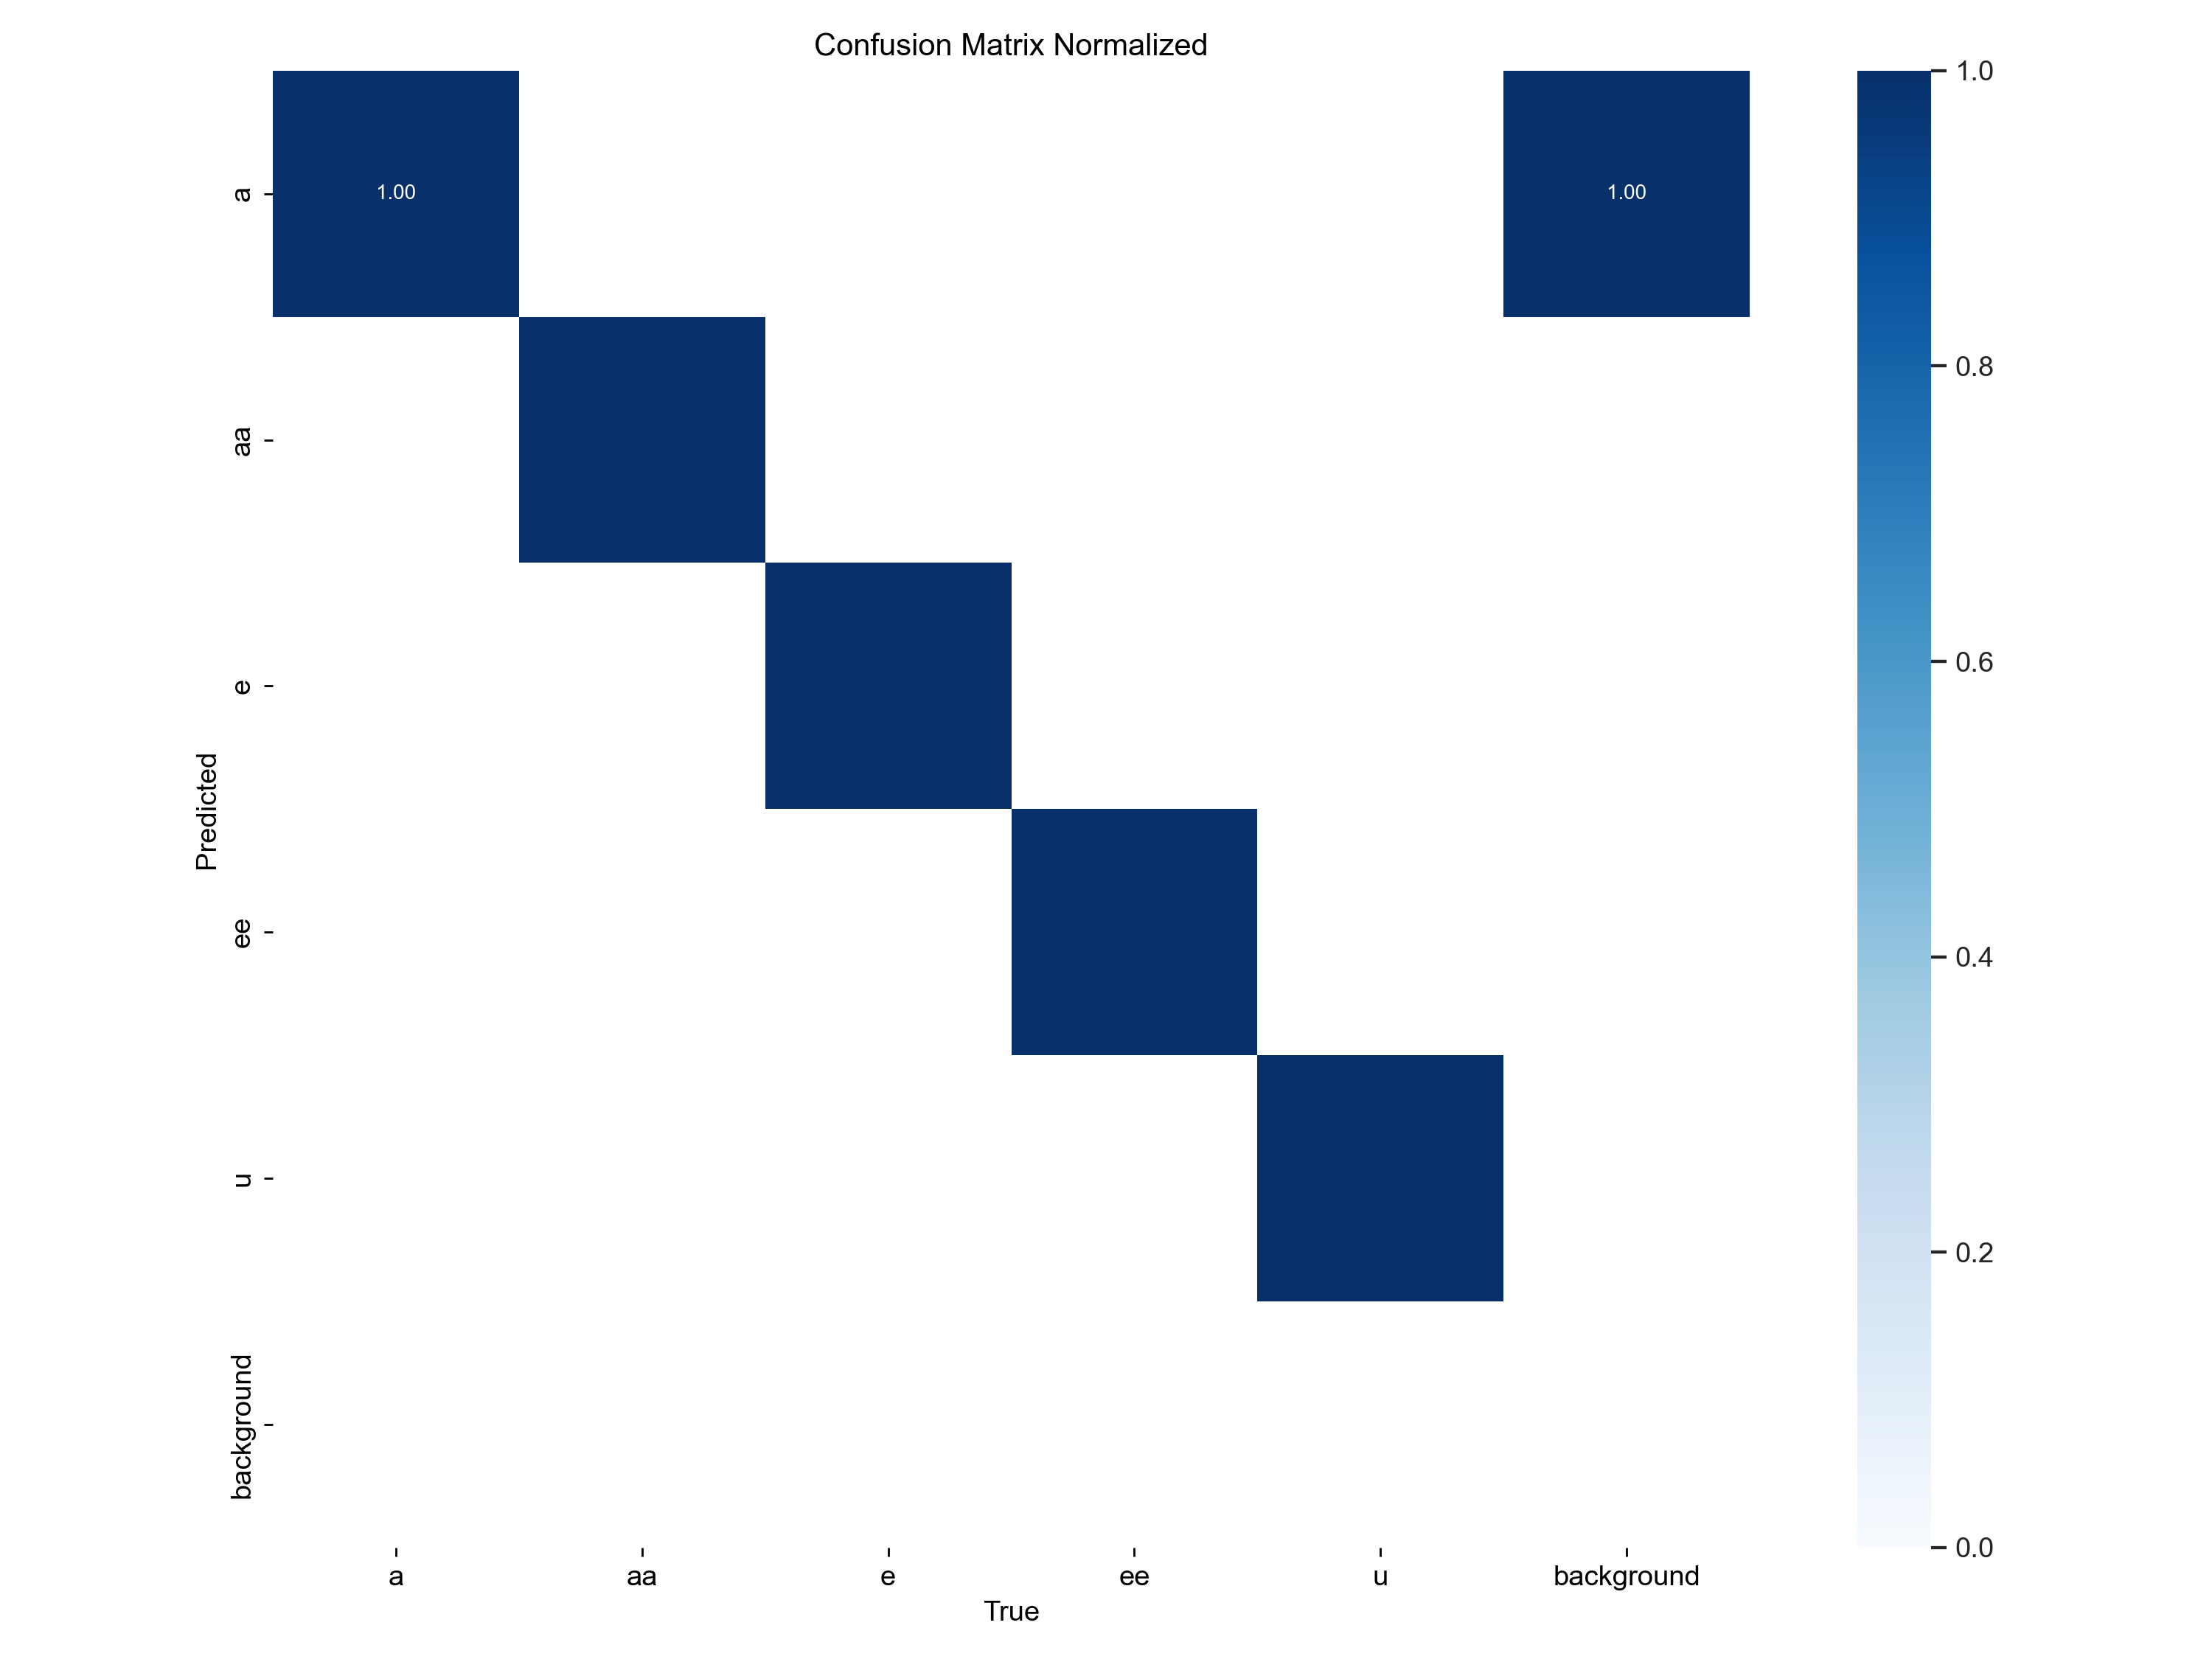 Confusion Matrix Normalized
1.00
1.00
a
aa
e
ee
u
background
Predicted
a
aa
e
ee
u
background
True
1.0
0.8
0.6
0.4
0.2
0.0